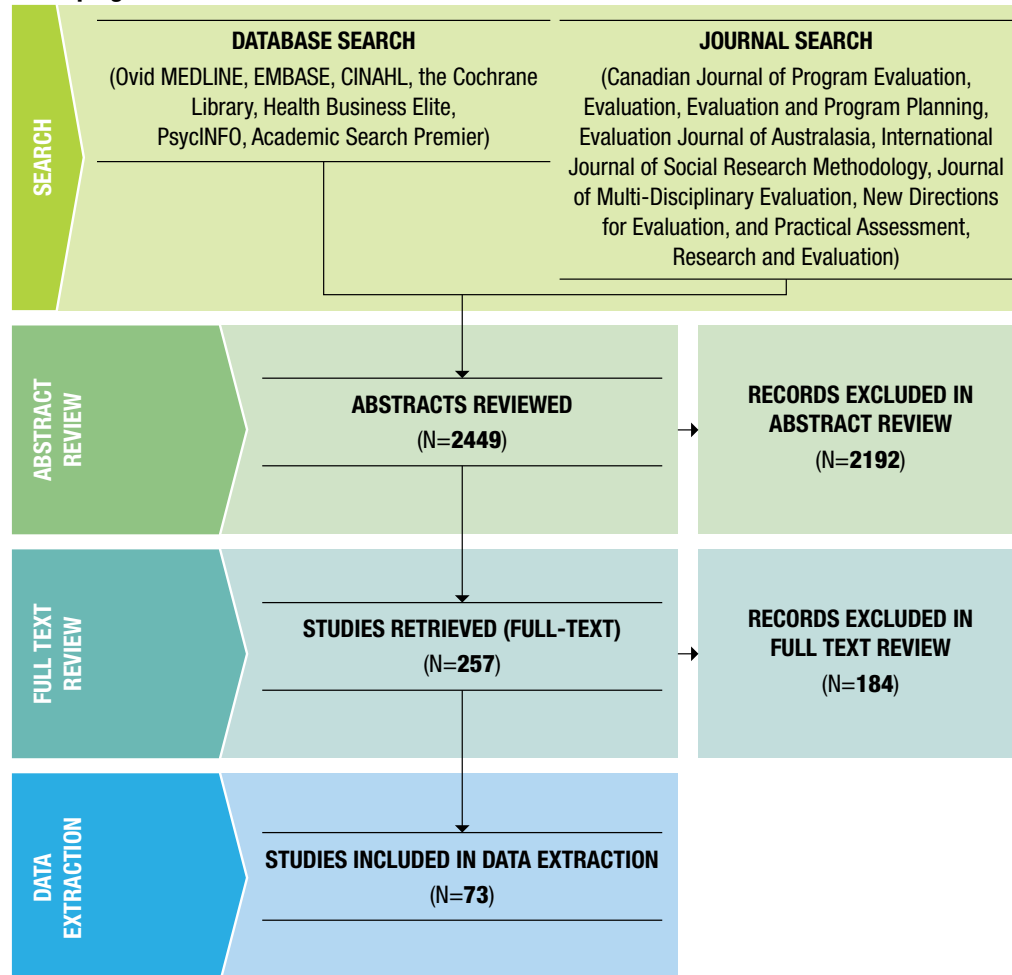 SEARCH
DATABASE SEARCH
(Ovid MEDLINE, EMBASE, CINAHL, the Cochrane
Library, Health Business Elite,
PsycINFO, Academic Search Premier)
JOURNAL SEARCH
(Canadian Journal of Program Evaluation,
Evaluation, Evaluation and Program Planning,
Evaluation Journal of Australasia, International
Journal of Social Research Methodology, Journal
of Multi-Disciplinary Evaluation, New Directions
for Evaluation, and Practical Assessment,
Research and Evaluation)
ABSTRACT
REVIEW
ABSTRACTS REVIEWED
(N=2449)
RECORDS EXCLUDED IN
ABSTRACT REVIEW
(N=2192)
FULL TEXT
REVIEW
STUDIES RETRIEVED (FULL-TEXT)
(N=257)
RECORDS EXCLUDED IN
FULL TEXT REVIEW
(N=184)
DATA
EXTRACTION
STUDIES INCLUDED IN DATA EXTRACTION
(N=73)